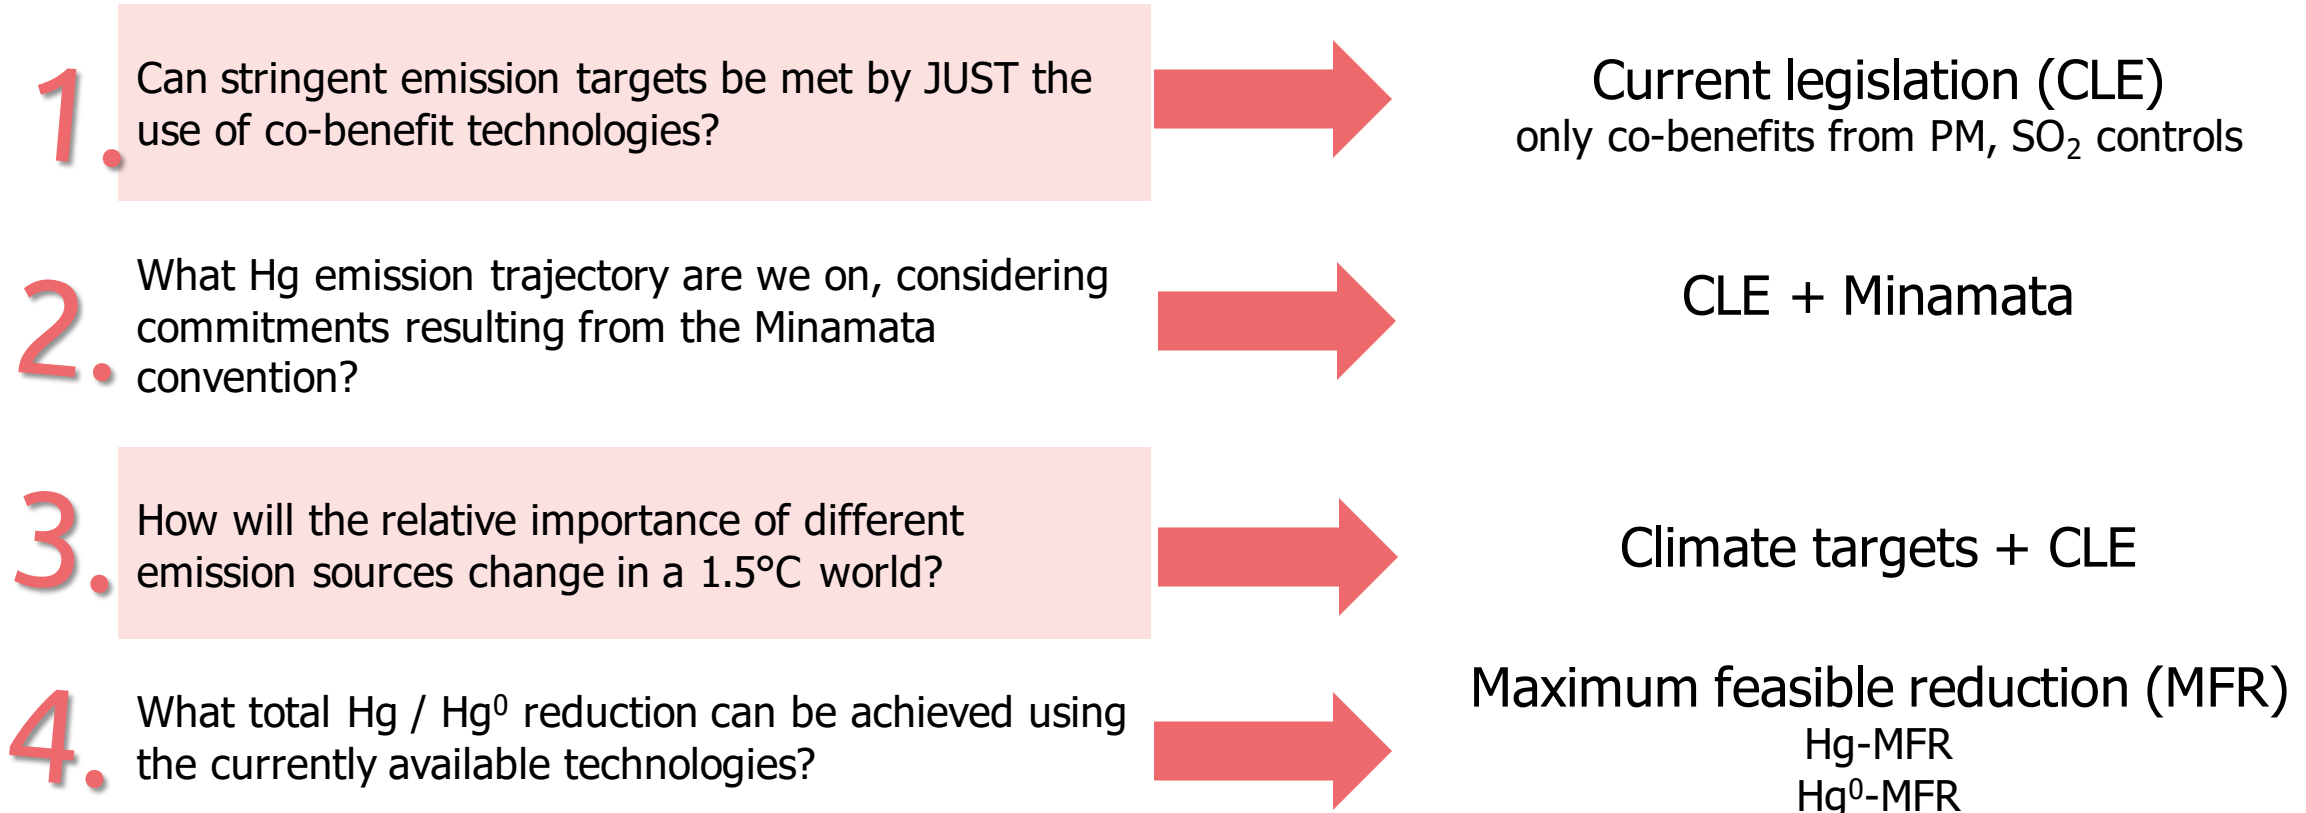 1.
Can stringent emission targets be met by JUST the
use of co-benefit technologies?
Current legislation (CLE)
only co-benefits from PM, SO₂ controls
2.
What Hg emission trajectory are we on, considering
commitments resulting from the Minamata
convention?
CLE + Minamata
3.
How will the relative importance of different
emission sources change in a 1.5°C world?
Climate targets + CLE
4.
What total Hg / Hg⁰ reduction can be achieved using
the currently available technologies?
Maximum feasible reduction (MFR)
Hg-MFR
Hg⁰-MFR